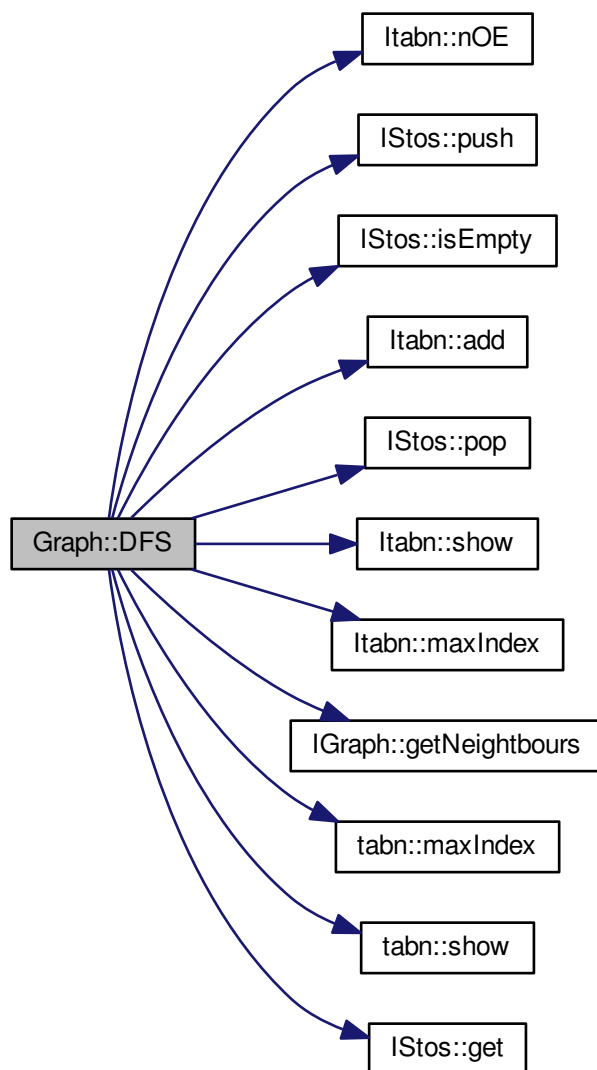 Itabn::nOE
IStos::push
IStos::isEmpty
Itabn::add
IStos::pop
Graph::DFS
Itabn::show
Itabn::maxIndex
IGraph::getNeightbours
tabn::maxIndex
tabn::show
IStos::get